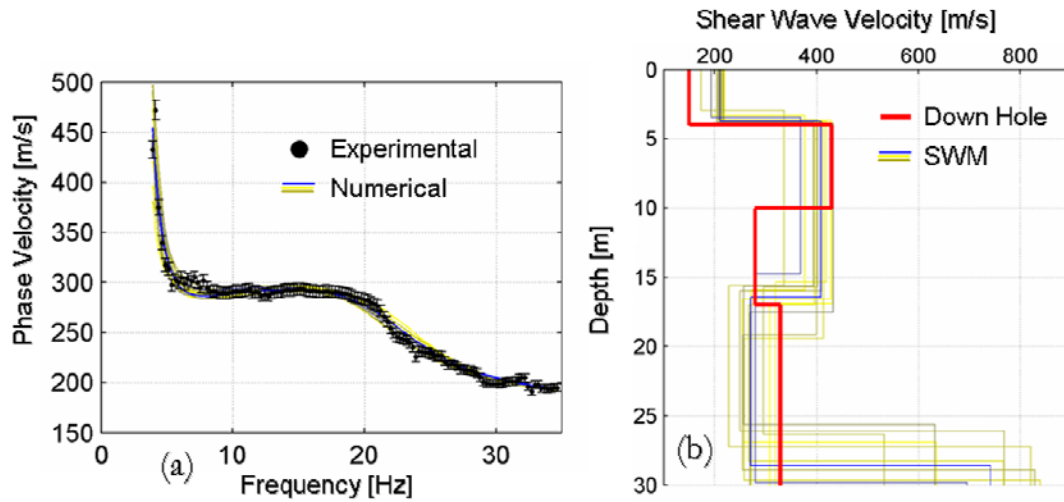 500
450
400
350
300
250
200
150
0
10
20
30
Phase Velocity [m/s]
Frequency [Hz]
Experimental
Numerical
(a)
Shear Wave Velocity [m/s]
200
400
600
800
0
5
10
15
20
25
30
Depth [m]
Down Hole
SWM
(b)